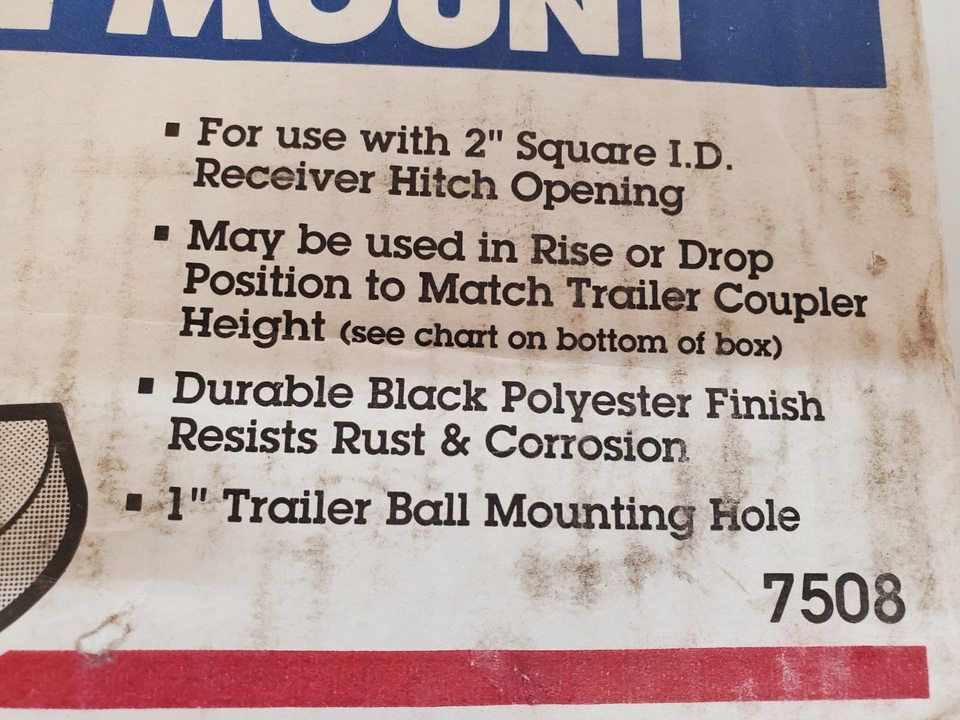 MOUNT
▪ For use with 2" Square I.D.
Receiver Hitch Opening
▪ May be used in Rise or Drop
Position to Match Trailer Coupler
Height (see chart on bottom of box)
▪ Durable Black Polyester Finish
Resists Rust & Corrosion
▪ 1" Trailer Ball Mounting Hole
7508